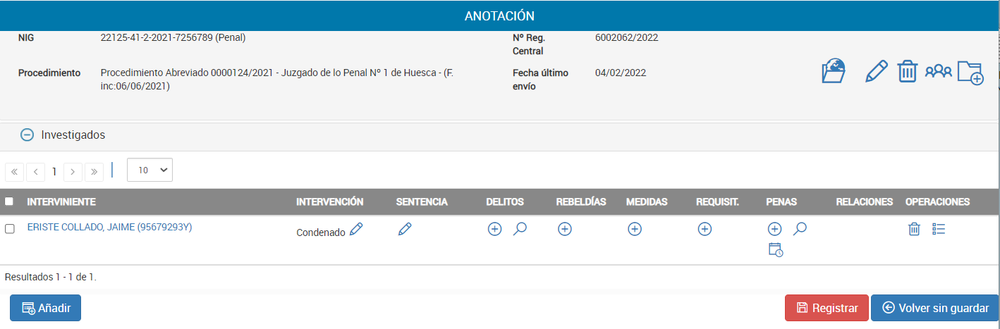 ANOTACIÓN
NIG 22125-41-2-2021-7256789 (Penal) Nº Reg. 6002062/2022
Central
Procedimiento Procedimiento Abreviado 0000124/2021 - Juzgado de lo Penal Nº 1 de Huesca - (F. Fecha último 04/02/2022
inc:06/06/2021) envío
Investigados
« < 1 > » 10
INTERVINIENTE INTERVENCIÓN SENTENCIA DELITOS REBELDÍAS MEDIDAS REQUISIT. PENAS RELACIONES OPERACIONES
ERISTE COLLADO, JAIME (95679293Y) Condenado
Resultados 1 - 1 de 1.
Añadir Registrar Volver sin guardar